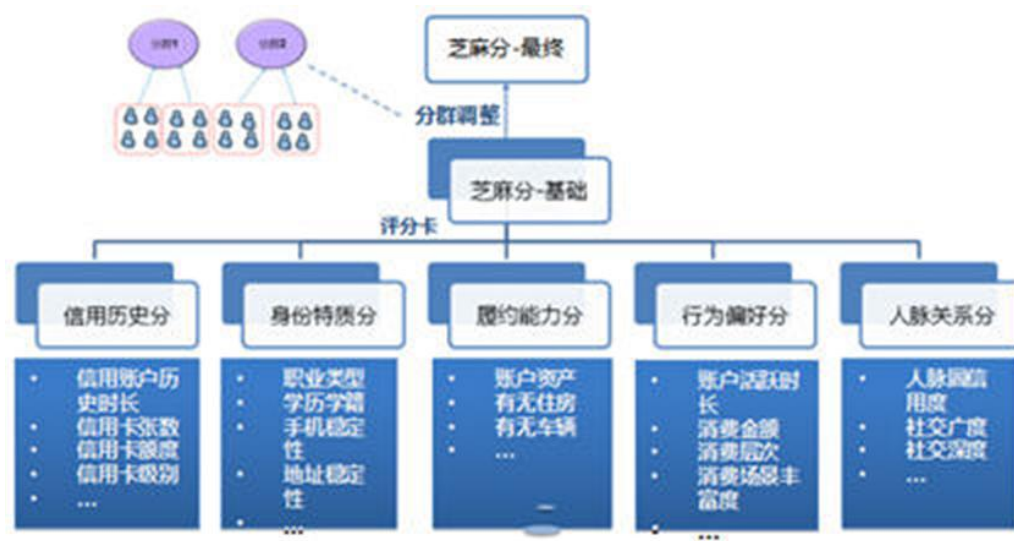 芝麻分-最终
分群调整
芝麻分-基础
评分卡
信用历史分
身份特质分
履约能力分
行为偏好分
人脉关系分
• 信用账户历
史时长
• 信用卡张数
• 信用卡额度
• 信用卡级别
• ...
• 职业类型
• 学历学籍
• 手机稳定
性
• 地址稳定
性
• ...
• 账户资产
• 有无住房
• 有无车辆
• ...
• 账户活跃时
长
• 消费金额
• 消费层次
• 消费场景丰
富度
• ...
• 人脉圈信
用度
• 社交广度
• 社交深度
• ...